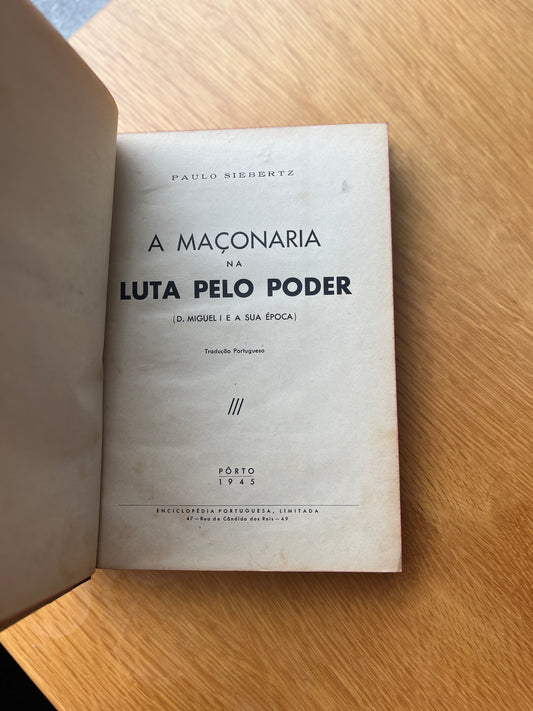 PAULO SIEBERTZ
A MAÇONARIA
NA
LUTA PELO PODER
(D. MIGUEL I E A SUA ÉPOCA)
Tradução Portuguesa
///
PÔRTO
1945
ENCICLOPÉDIA PORTUGUESA, LIMITADA
47—Rua de Cândido dos Reis—49